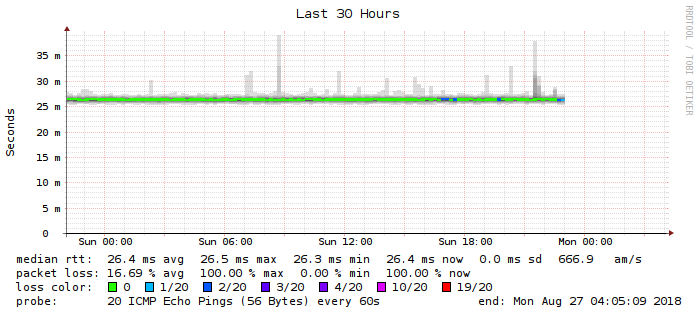 Last 30 Hours
RRDTOOL / TOBI OETIKER
Seconds
35 m
30 m
25 m
20 m
15 m
10 m
5 m
0
Sun 00:00 Sun 06:00 Sun 12:00 Sun 18:00 Mon 00:00
median rtt: 26.4 ms avg 26.5 ms max 26.3 ms min 26.4 ms now 0.0 ms sd 666.9 am/s
packet loss: 16.69 % avg 100.00 % max 0.00 % min 100.00 % now
loss color: 0 1/20 2/20 3/20 4/20 10/20 19/20
probe: 20 ICMP Echo Pings (56 Bytes) every 60s end: Mon Aug 27 04:05:09 2018